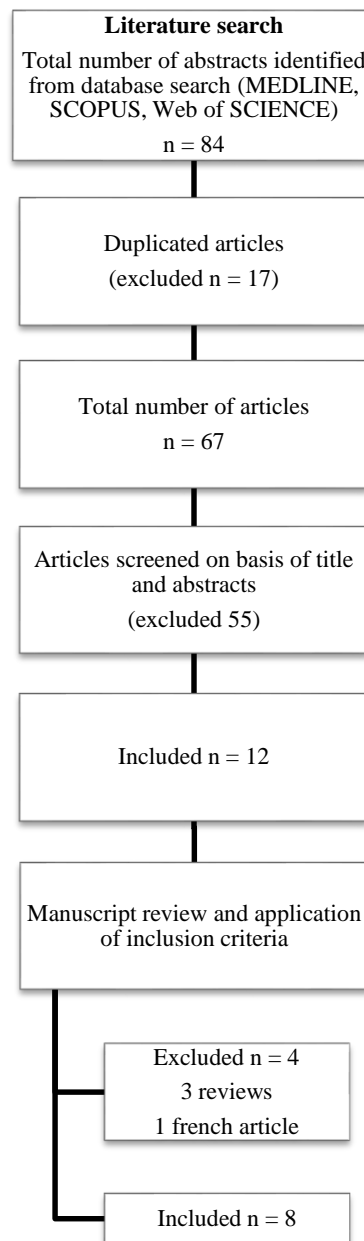 Literature search
Total number of abstracts identified
from database search (MEDLINE,
SCOPUS, Web of SCIENCE)
n = 84
Duplicated articles
(excluded n = 17)
Total number of articles
n = 67
Articles screened on basis of title
and abstracts
(excluded 55)
Included n = 12
Manuscript review and application
of inclusion criteria
Excluded n = 4
3 reviews
1 french article
Included n = 8